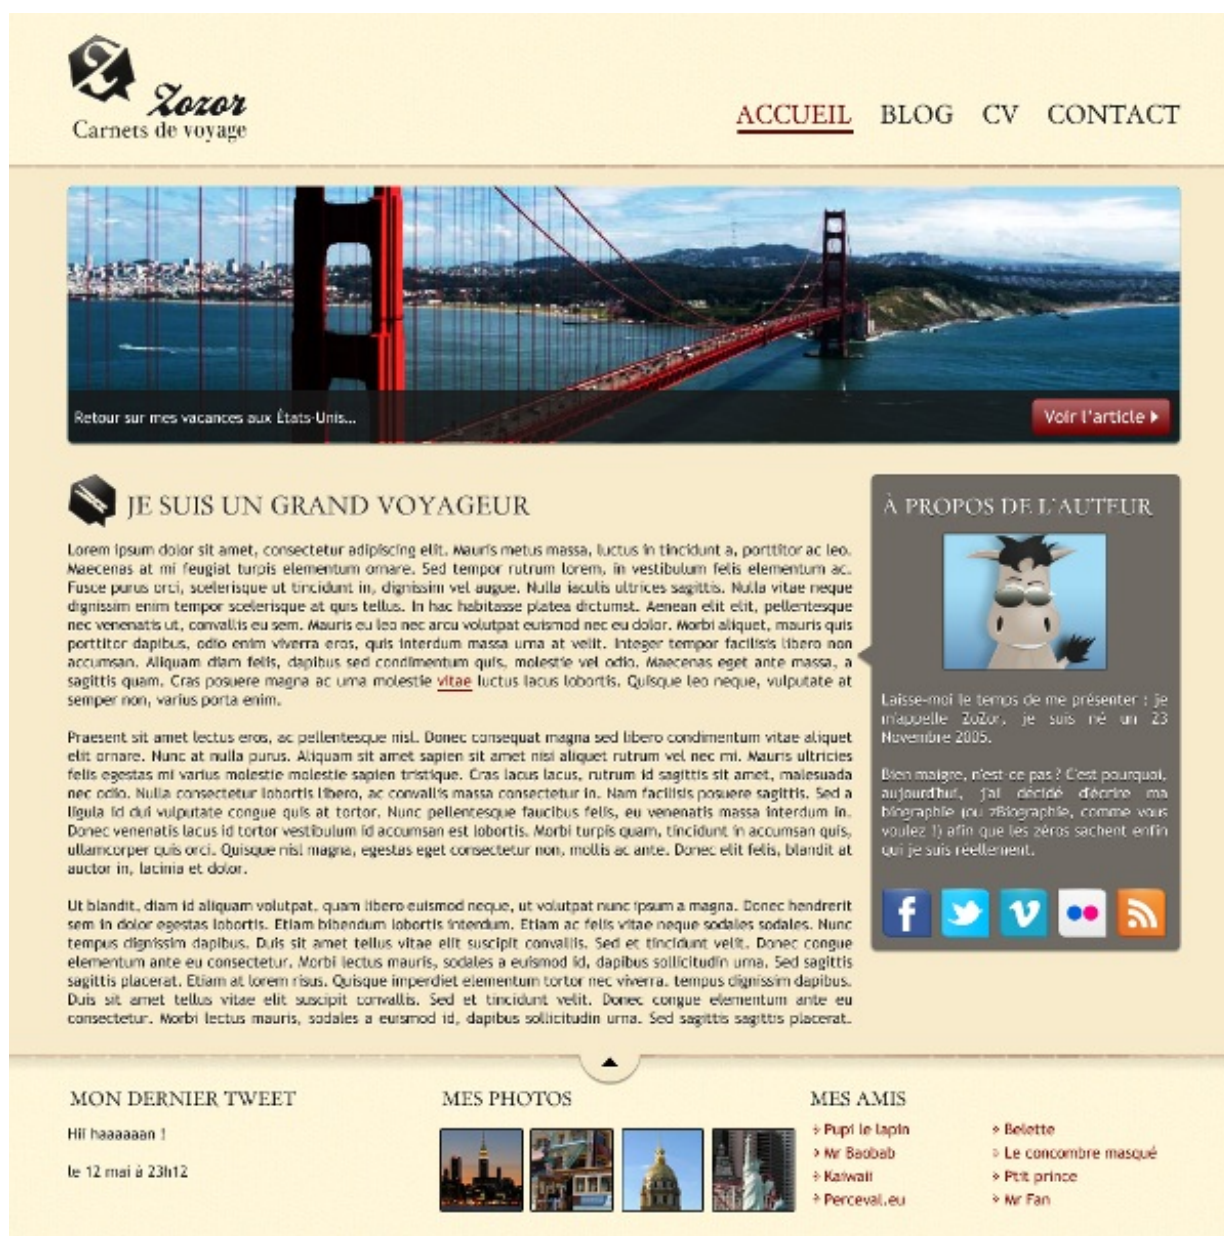 Zozor
Carnets de voyage
ACCUEIL BLOG CV CONTACT
Retour sur mes vacances aux États-Unis...
Voir l'article
JE SUIS UN GRAND VOYAGEUR
Lorem ipsum dolor sit amet, consectetur adipiscing elit. Mauris metus massa, luctus in tincidunt a, porttitor ac leo.
Maecenas at mi feugiat turpis elementum ornare. Sed tempor rutrum lorem, in vestibulum felis elementum ac.
Fusce purus orci, scelerisque ut tincidunt in, dignissim vel augue. Nulla iaculis ultrices sagittis. Nulla vitae neque
dignissim enim tempor scelerisque at quis tellus. In hac habitasse platea dictumst. Aenean elit elit, pellentesque
nec venenatis ut, convallis eu sem. Mauris eu leo nec arcu volutpat euismod nec eu dolor. Morbi aliquet, mauris quis
porttitor dapibus, odio enim viverra eros, quis interdum massa urna at velit. Integer tempor facilisis libero non
accumsan. Aliquam diam felis, dapibus sed condimentum quis, molestie vel odio. Maecenas eget ante massa, a
sagittis quam. Cras posuere magna ac urna molestie vitae luctus lacus lobortis. Quisque leo neque, vulputate at
semper non, varius porta enim.
Praesent sit amet lectus eros, ac pellentesque nisl. Donec consequat magna sed libero condimentum vitae aliquet
elit ornare. Nunc at nulla purus. Aliquam sit amet sapien sit amet nisi aliquet rutrum vel nec mi. Mauris ultricies
felis egestas mi varius molestie molestie sapien tristique. Cras lacus lacus, rutrum id sagittis sit amet, malesuada
nec odio. Nulla consectetur lobortis libero, ac convallis massa consectetur in. Nam facilisis posuere sagittis. Sed a
ligula id dui vulputate congue quis at tortor. Nunc pellentesque faucibus felis, eu venenatis massa interdum in.
Donec venenatis lacus id tortor vestibulum id accumsan est lobortis. Morbi turpis quam, tincidunt in accumsan quis,
ullamcorper quis orci. Quisque nisl magna, egestas eget consectetur non, mollis ac ante. Donec elit felis, blandit at
auctor in, lacinia et dolor.
Ut blandit, diam id aliquam volutpat, quam libero euismod neque, ut volutpat nunc ipsum a magna. Donec hendrerit
sem in dolor egestas lobortis. Etiam bibendum lobortis interdum. Etiam ac felis vitae neque sodales sodales. Nunc
tempus dignissim dapibus. Duis sit amet tellus vitae elit suscipit convallis. Sed et tincidunt velit. Donec congue
elementum ante eu consectetur. Morbi lectus mauris, sodales a euismod id, dapibus sollicitudin urna. Sed sagittis
sagittis placerat. Etiam at lorem risus. Quisque imperdiet elementum tortor nec viverra. tempus dignissim dapibus.
Duis sit amet tellus vitae elit suscipit convallis. Sed et tincidunt velit. Donec congue elementum ante eu
consectetur. Morbi lectus mauris, sodales a euismod id, dapibus sollicitudin urna. Sed sagittis sagittis placerat.
À PROPOS DE L'AUTEUR
Laisse-moi le temps de me présenter : je
m'appelle ZoZor, je suis né un 23
Novembre 2005.
Bien maigre, n'est-ce pas ? C'est pourquoi,
aujourd'hui, j'ai décidé d'écrire ma
biographie (ou zBiographie, comme vous
voulez !) afin que les zéros sachent enfin
qui je suis réellement.
MON DERNIER TWEET
Hii haaaaaan !
le 12 mai à 23h12
MES PHOTOS
MES AMIS
Pupi le lapin
Mr Baobab
Kaiwaii
Perceval.eu
Belette
Le concombre masqué
Ptit prince
Mr Fan